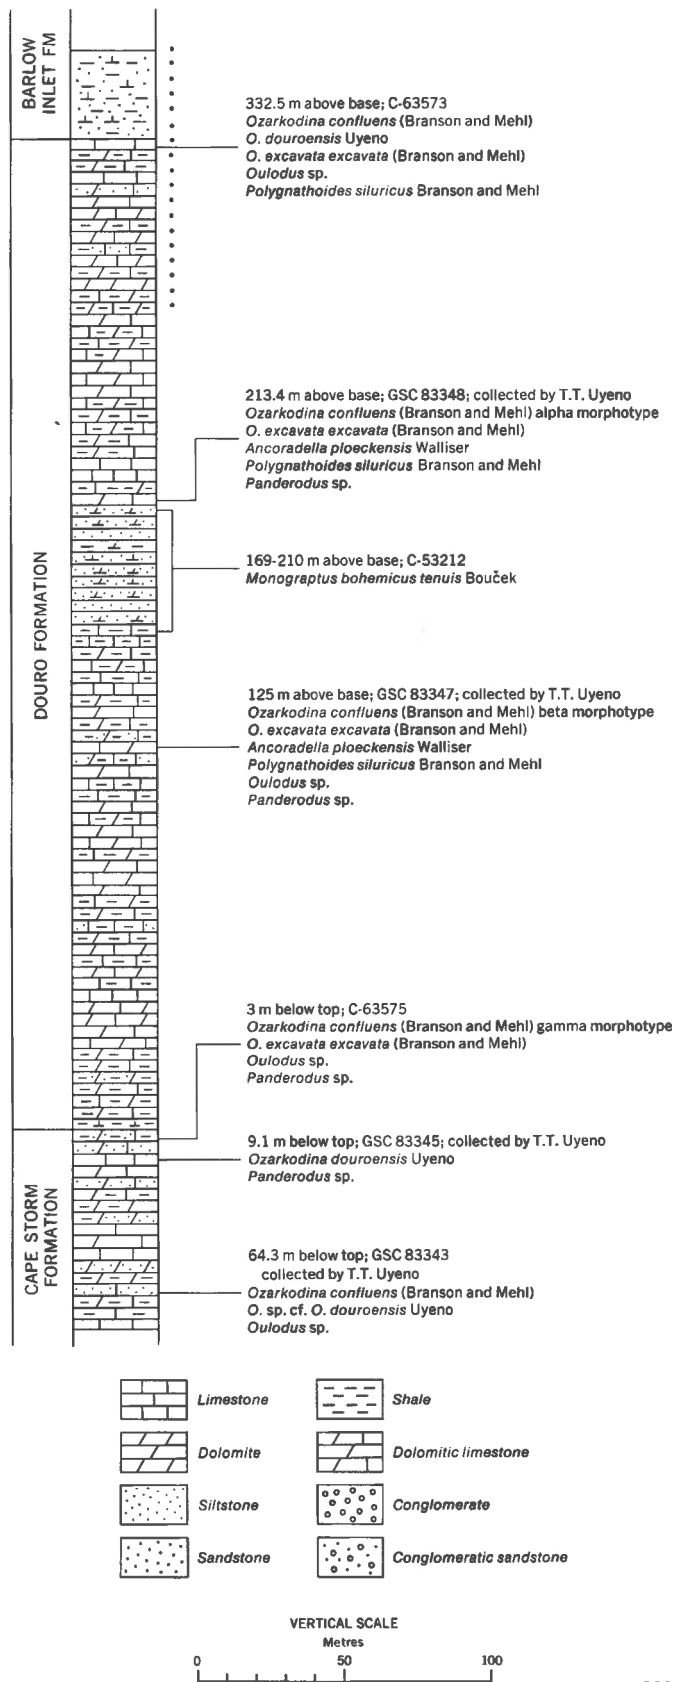 BARLOW
INLET FM
332.5 m above base; C-63573
Ozarkodina confluens (Branson and Mehl)
O. douroensis Uyeno
O. excavata excavata (Branson and Mehl)
Oulodus sp.
Polygnathoides siluricus Branson and Mehl
DOURO FORMATION
213.4 m above base; GSC 83348; collected by T.T. Uyeno
Ozarkodina confluens (Branson and Mehl) alpha morphotype
O. excavata excavata (Branson and Mehl)
Ancoradella ploeckensis Walliser
Polygnathoides siluricus Branson and Mehl
Panderodus sp.
169-210 m above base; C-53212
Monograptus bohemicus tenuis Bouček
125 m above base; GSC 83347; collected by T.T. Uyeno
Ozarkodina confluens (Branson and Mehl) beta morphotype
O. excavata excavata (Branson and Mehl)
Ancoradella ploeckensis Walliser
Polygnathoides siluricus Branson and Mehl
Oulodus sp.
Panderodus sp.
3 m below top; C-63575
Ozarkodina confluens (Branson and Mehl) gamma morphotype
O. excavata excavata (Branson and Mehl)
Oulodus sp.
Panderodus sp.
CAPE STORM
FORMATION
9.1 m below top; GSC 83345; collected by T.T. Uyeno
Ozarkodina douroensis Uyeno
Panderodus sp.
64.3 m below top; GSC 83343
collected by T.T. Uyeno
Ozarkodina confluens (Branson and Mehl)
O. sp. cf. O. douroensis Uyeno
Oulodus sp.
Limestone
Shale
Dolomite
Dolomitic limestone
Siltstone
Conglomerate
Sandstone
Conglomeratic sandstone
VERTICAL SCALE
Metres
0 50 100